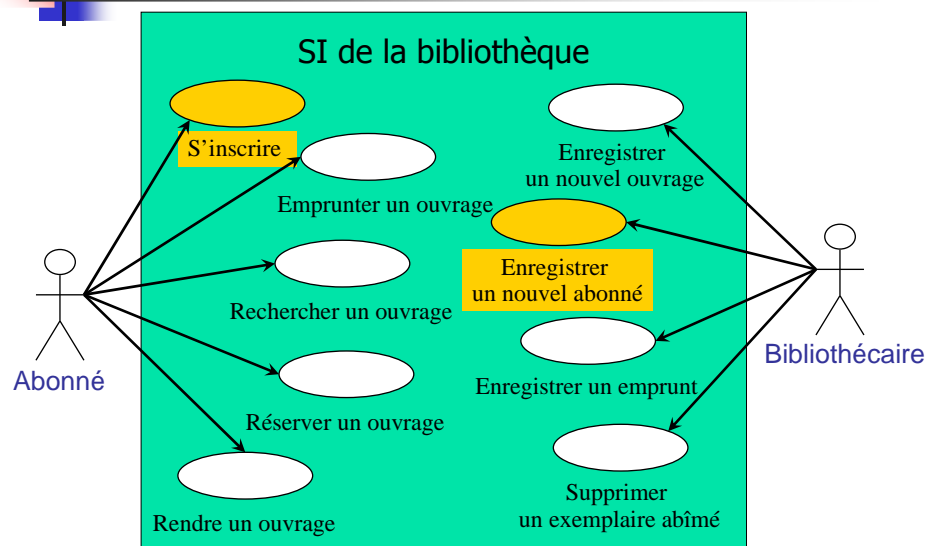 SI de la bibliothèque
S'inscrire
Emprunter un ouvrage
Rechercher un ouvrage
Réserver un ouvrage
Rendre un ouvrage
Enregistrer
un nouvel ouvrage
Enregistrer
un nouvel abonné
Enregistrer un emprunt
Supprimer
un exemplaire abîmé
Abonné
Bibliothécaire